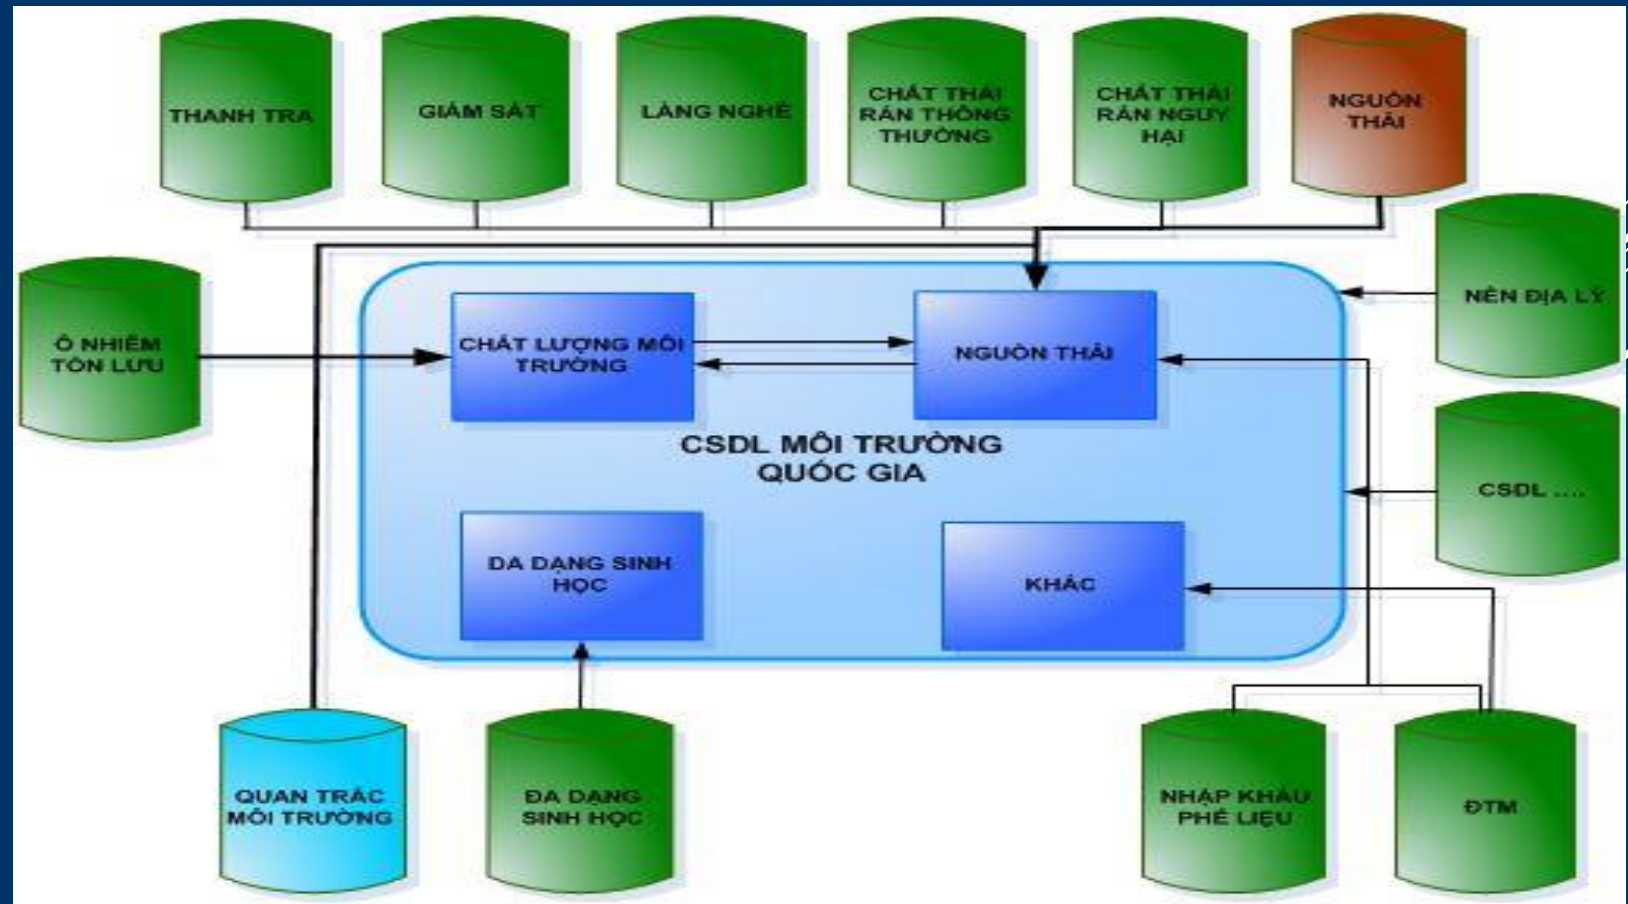 THANH TRA
GIÁM SÁT
LÀNG NGHỀ
CHẤT THẢI
RẮN THÔNG
THƯỜNG
CHẤT THẢI
RẮN NGUY
HẠI
NGUỒN
THẢI
NỀN ĐỊA LÝ
Ô NHIỄM
TỒN LƯU
CHẤT LƯỢNG MÔI
TRƯỜNG
NGUỒN THẢI
CSDL MÔI TRƯỜNG
QUỐC GIA
CSDL ....
ĐA DẠNG SINH
HỌC
KHÁC
QUAN TRẮC
MÔI TRƯỜNG
ĐA DẠNG
SINH HỌC
NHẬP KHẨU
PHẾ LIỆU
ĐTM